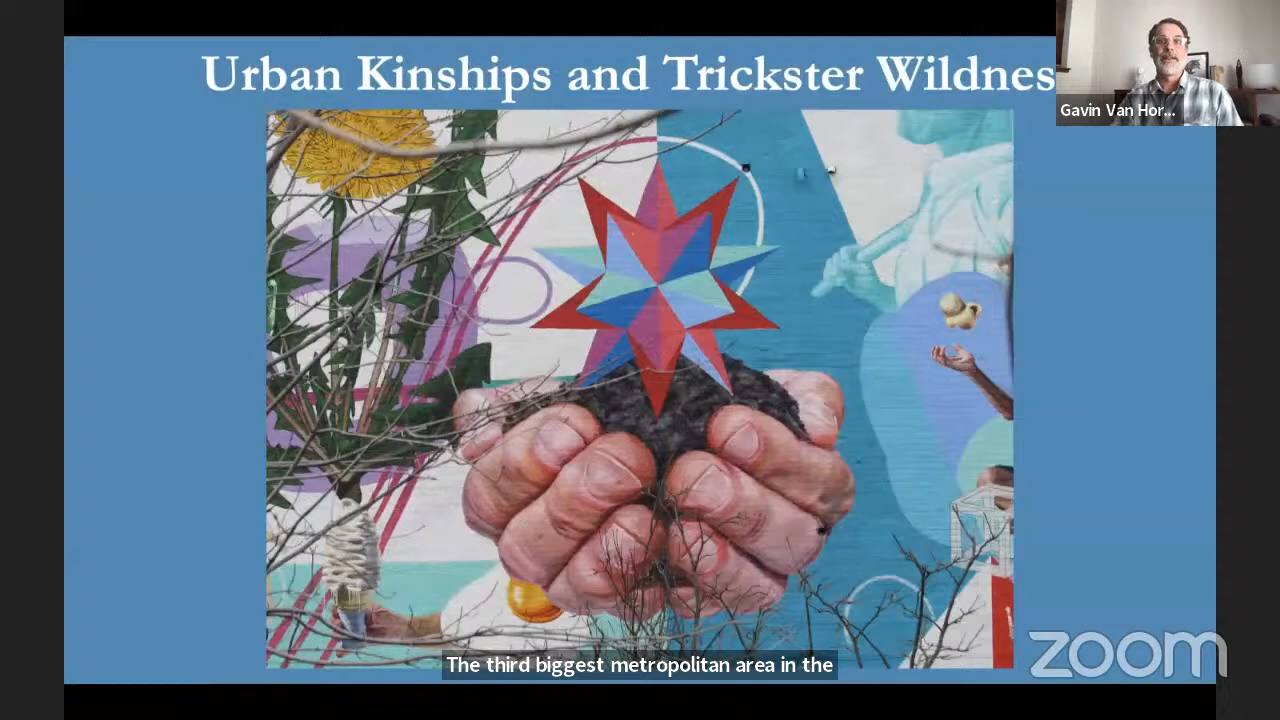 Urban Kinships and Trickster Wildnes
Gavin Van Hor...
The third biggest metropolitan area in the
zoom